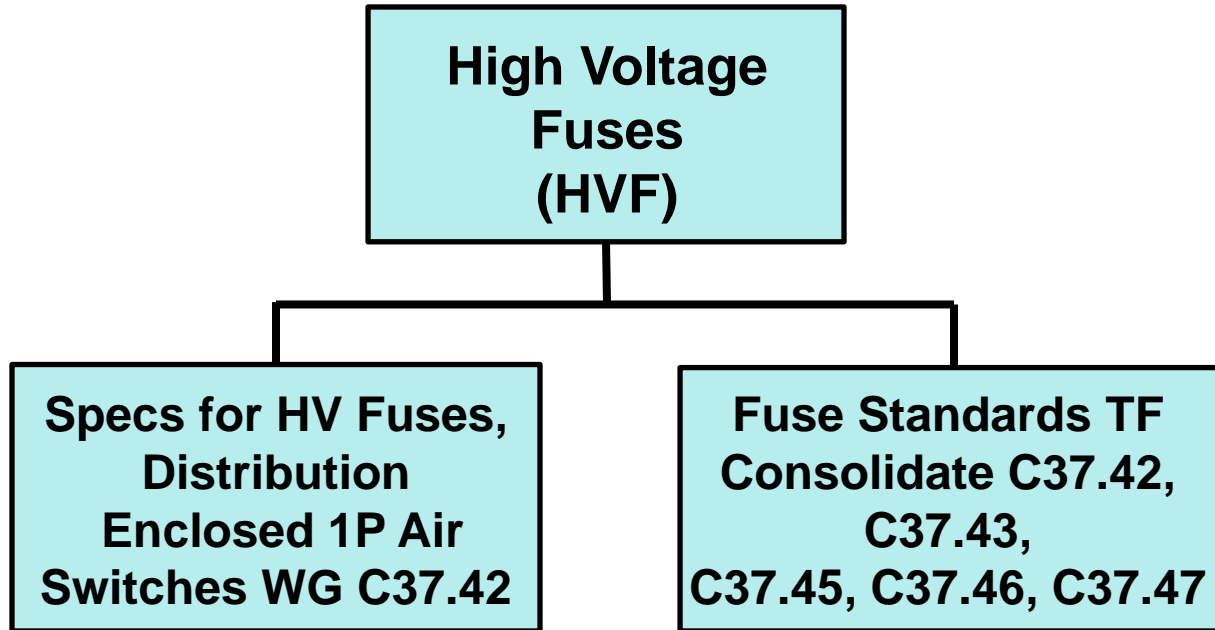 High Voltage
Fuses
(HVF)
Specs for HV Fuses,
Distribution
Enclosed 1P Air
Switches WG C37.42
Fuse Standards TF
Consolidate C37.42,
C37.43,
C37.45, C37.46, C37.47